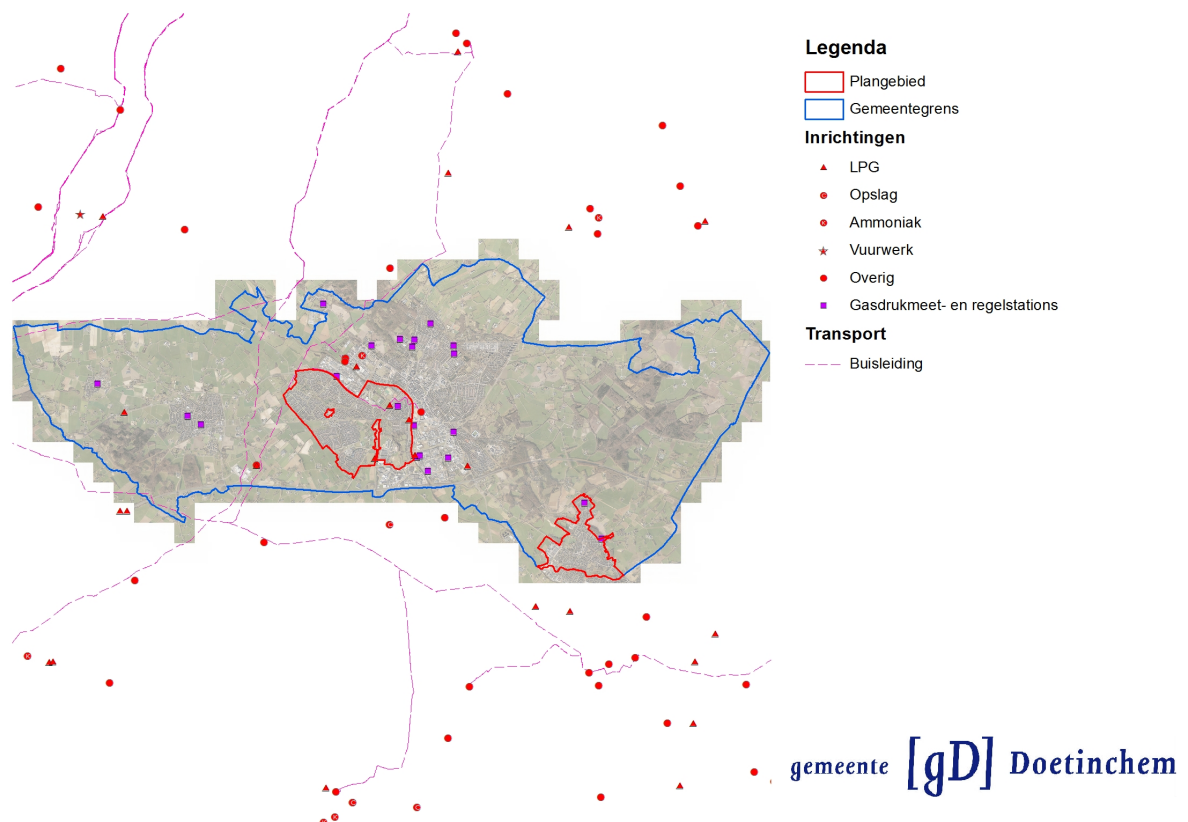 Legenda
Plangebied
Gemeentegrens
Inrichtingen
LPG
Opslag
Ammoniak
Vuurwerk
Overig
Gasdrukmeet- en regelstations
Transport
Buisleiding
gemeente [gD] Doetinchem